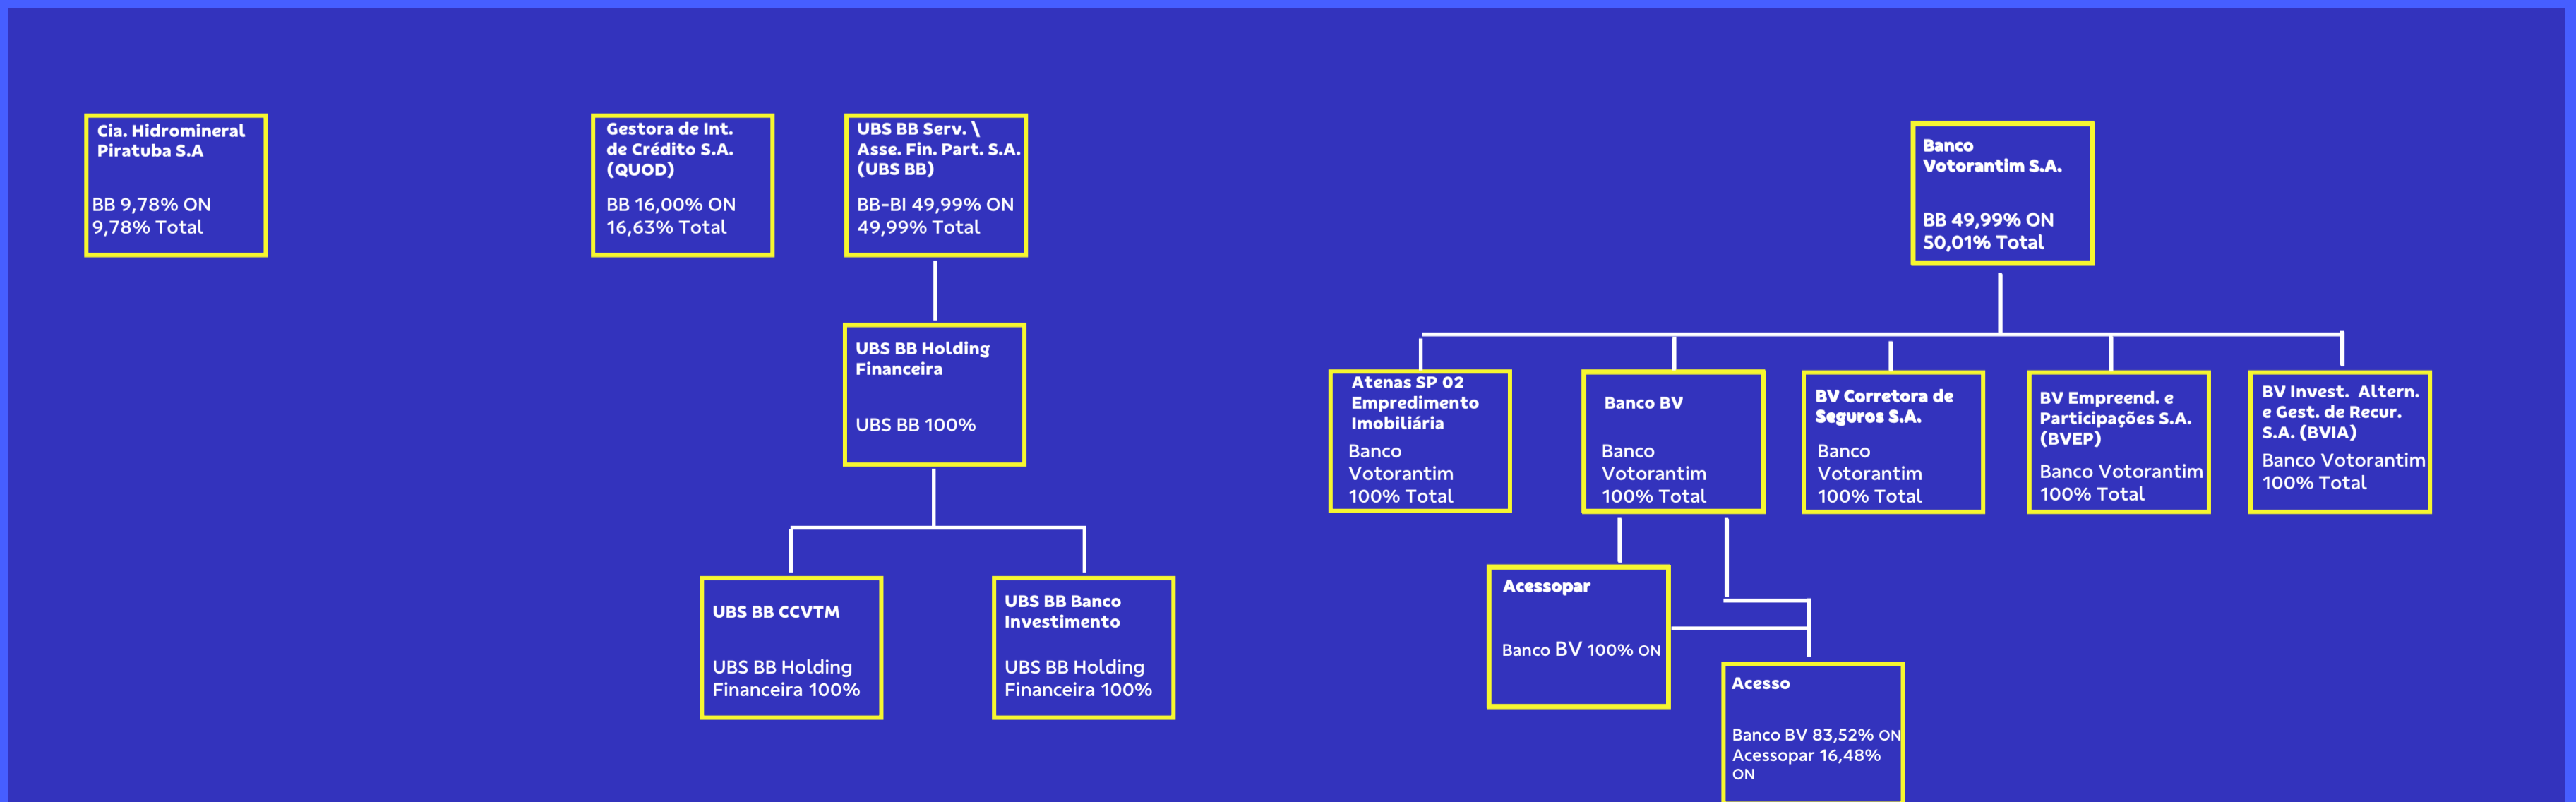 Cia. Hidromineral
Piratuba S.A
BB 9,78% ON
9,78% Total
Gestora de Int.
de Crédito S.A.
(QUOD)
BB 16,00% ON
16,63% Total
UBS BB Serv. \
Asse. Fin. Part. S.A.
(UBS BB)
BB-BI 49,99% ON
49,99% Total
UBS BB Holding
Financeira
UBS BB 100%
UBS BB CCVTM
UBS BB Holding
Financeira 100%
UBS BB Banco
Investimento
UBS BB Holding
Financeira 100%
Banco
Votorantim S.A.
BB 49,99% ON
50,01% Total
Atenas SP 02
Empredimento
Imobiliária
Banco
Votorantim
100% Total
Banco BV
Banco
Votorantim
100% Total
BV Corretora de
Seguros S.A.
Banco
Votorantim
100% Total
BV Empreend. e
Participações S.A.
(BVEP)
Banco Votorantim
100% Total
BV Invest. Altern.
e Gest. de Recur.
S.A. (BVIA)
Banco Votorantim
100% Total
Acessopar
Banco BV 100% ON
Acesso
Banco BV 83,52% ON
Acessopar 16,48%
ON